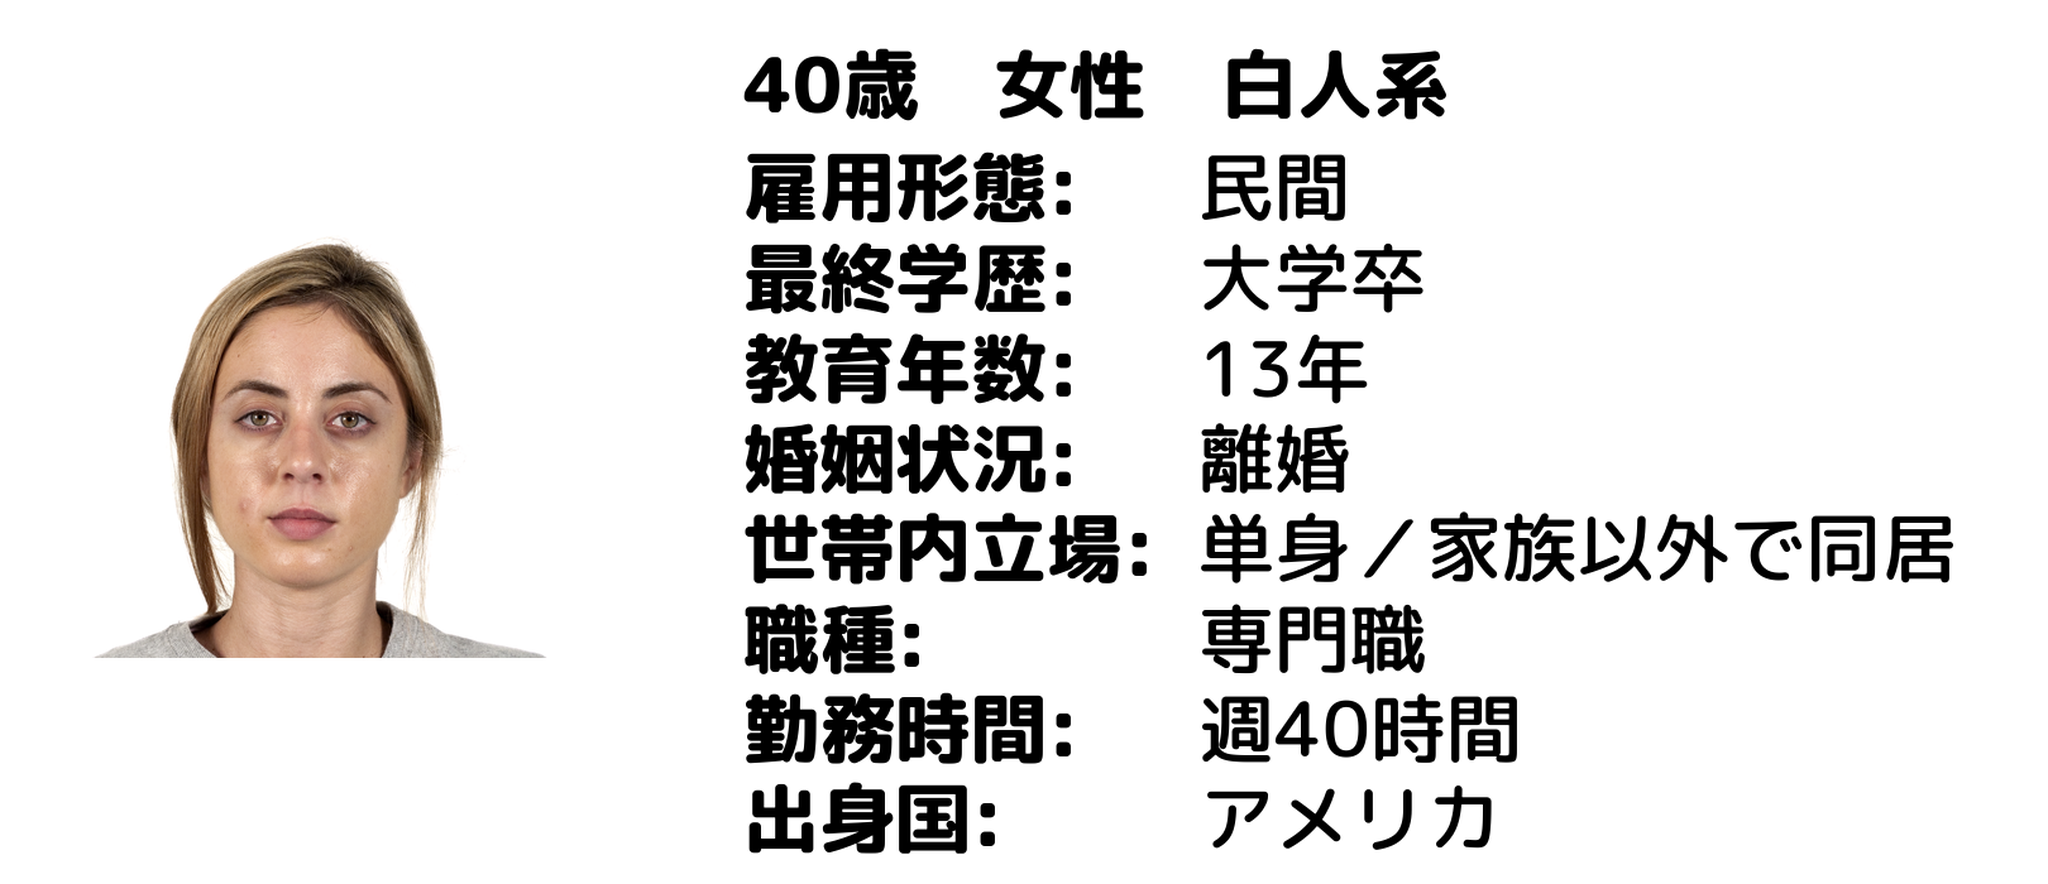 40歳　女性　白人系
雇用形態:　民間
最終学歴:　大学卒
教育年数:　13年
婚姻状況:　離婚
世帯内立場:　単身／家族以外で同居
職種:　専門職
勤務時間:　週40時間
出身国:　アメリカ